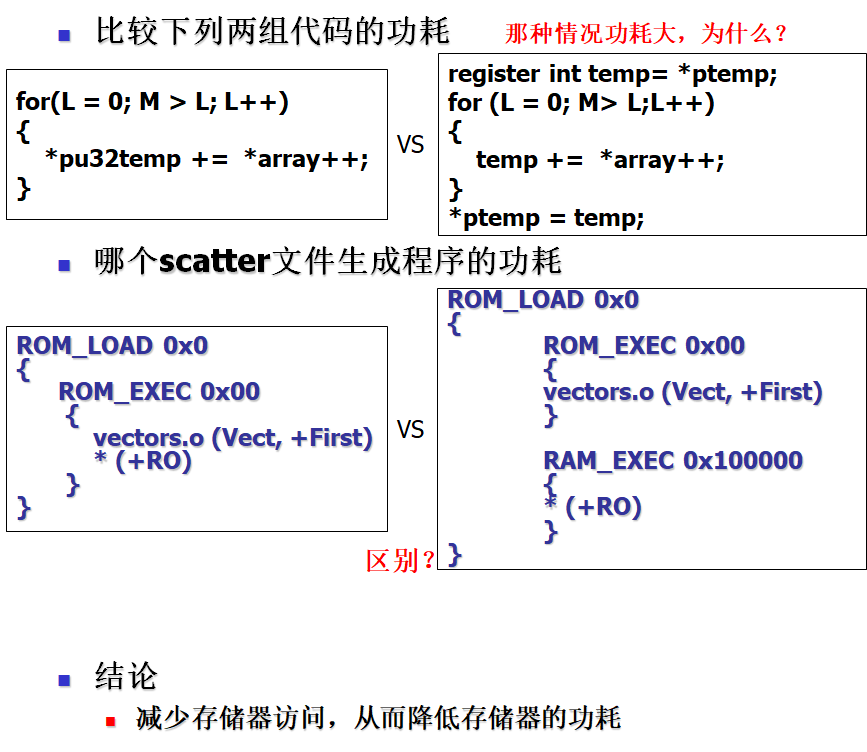 比较下列两组代码的功耗
那种情况功耗大，为什么？
for(L = 0; M > L; L++)
{
*pu32temp += *array++;
}
VS
register int temp= *ptemp;
for (L = 0; M> L;L++)
{
temp += *array++;
}
*ptemp = temp;
哪个scatter文件生成程序的功耗
ROM_LOAD 0x0
{
ROM_EXEC 0x00
{
vectors.o (Vect, +First)
* (+RO)
}
}
VS
ROM_LOAD 0x0
{
ROM_EXEC 0x00
{
vectors.o (Vect, +First)
}
RAM_EXEC 0x100000
{
* (+RO)
}
}
区别？
结论
减少存储器访问，从而降低存储器的功耗